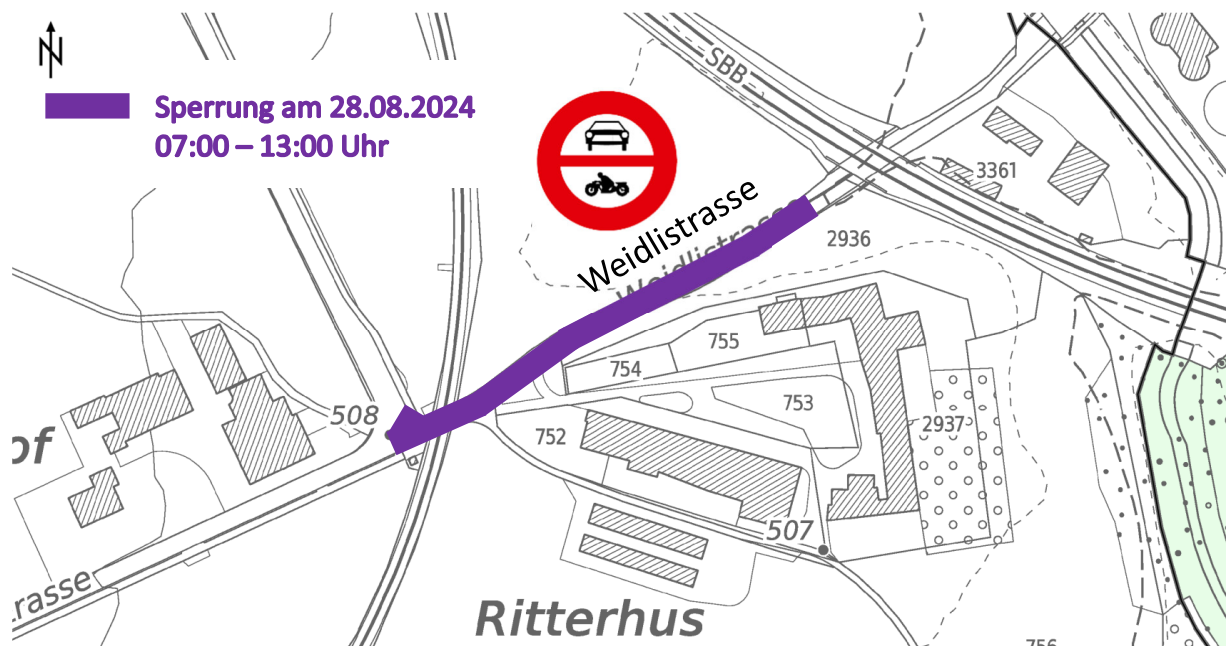 N
SBB
Sperrung am 28.08.2024
07:00 – 13:00 Uhr
3361
Weidlistrasse
Weidlistrasse
2936
755
754
753
508
752
2937
of
507
trasse
Ritterhus
756